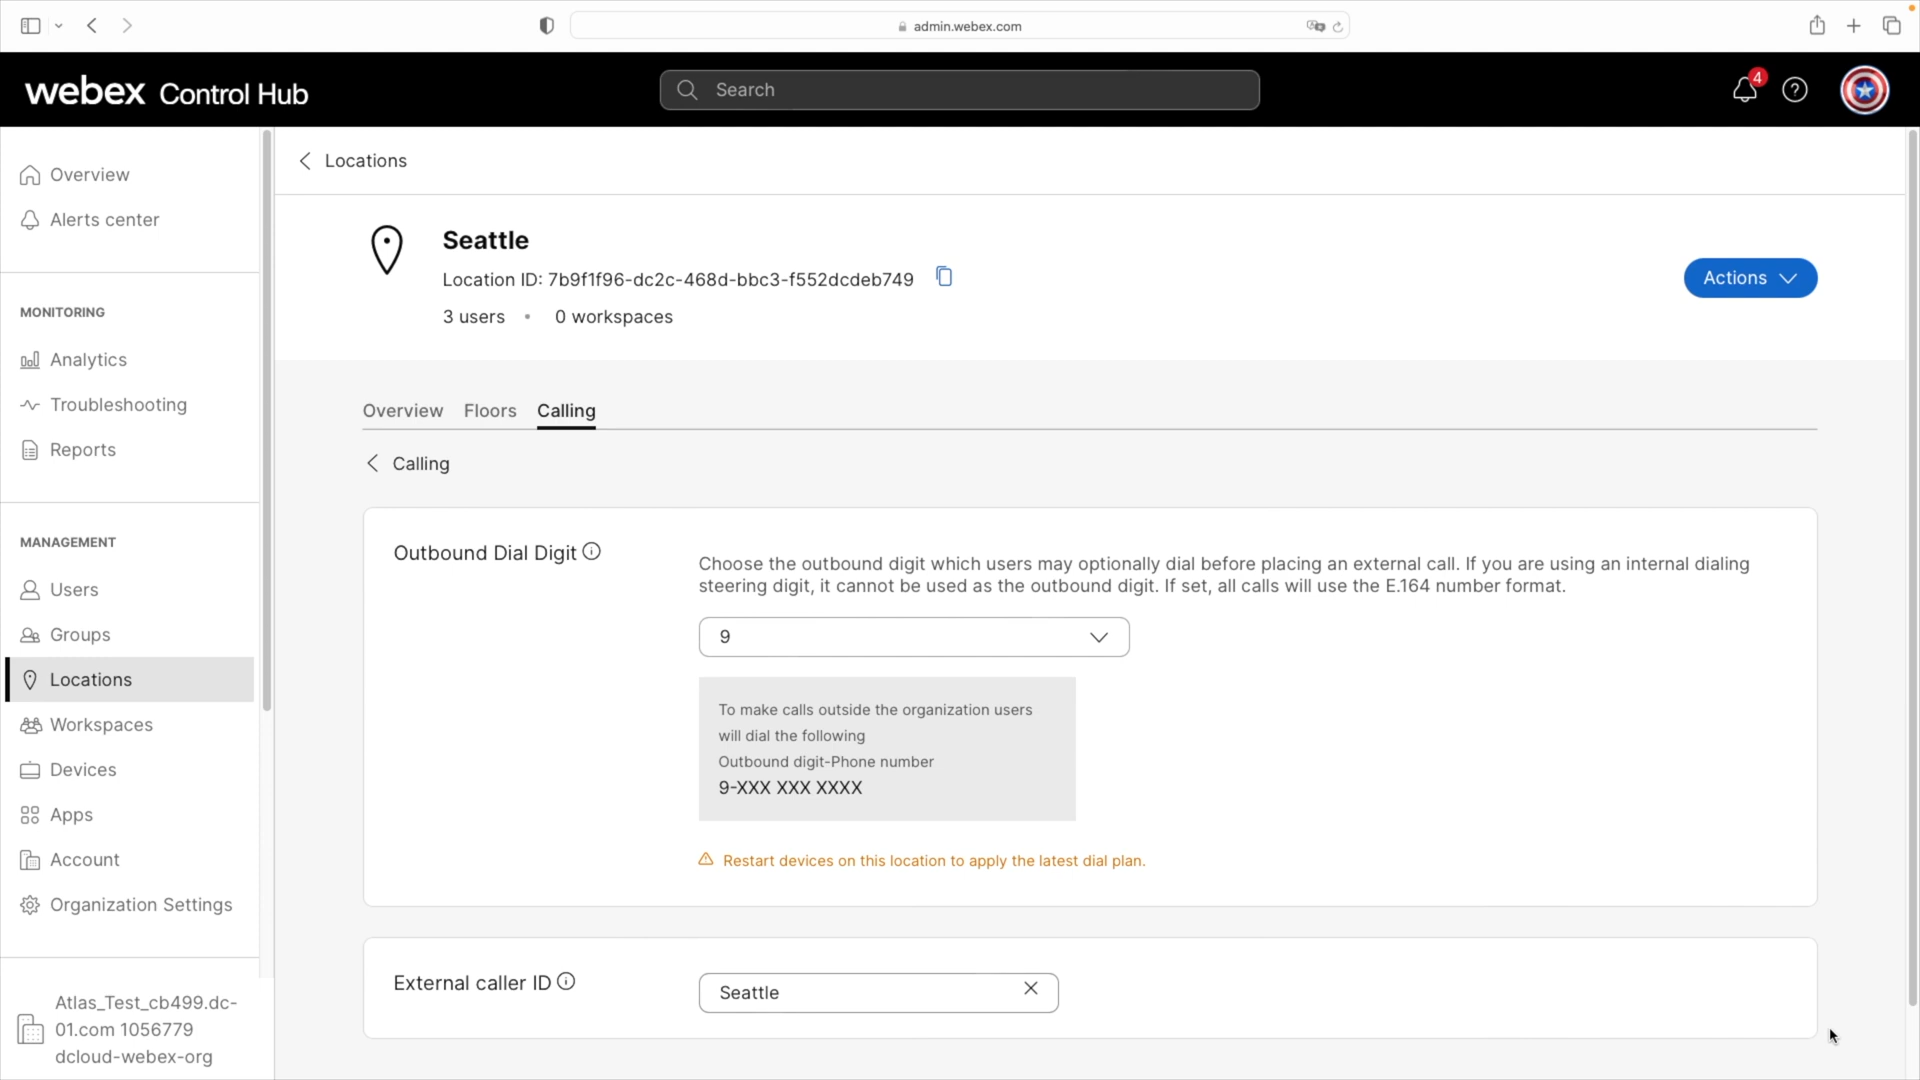 admin.webex.com
webex Control Hub
Search
4
Overview
Alerts center
MONITORING
Analytics
Troubleshooting
Reports
MANAGEMENT
Users
Groups
Locations
Workspaces
Devices
Apps
Account
Organization Settings
Atlas_Test_cb499.dc-
01.com 1056779
dcloud-webex-org
Locations
Seattle
Location ID: 7b9f1f96-dc2c-468d-bbc3-f552dcdeb749
3 users • 0 workspaces
Actions
Overview Floors Calling
Calling
Outbound Dial Digit
Choose the outbound digit which users may optionally dial before placing an external call. If you are using an internal dialing
steering digit, it cannot be used as the outbound digit. If set, all calls will use the E.164 number format.
9
To make calls outside the organization users
will dial the following
Outbound digit-Phone number
9-XXX XXX XXXX
Restart devices on this location to apply the latest dial plan.
External caller ID
Seattle